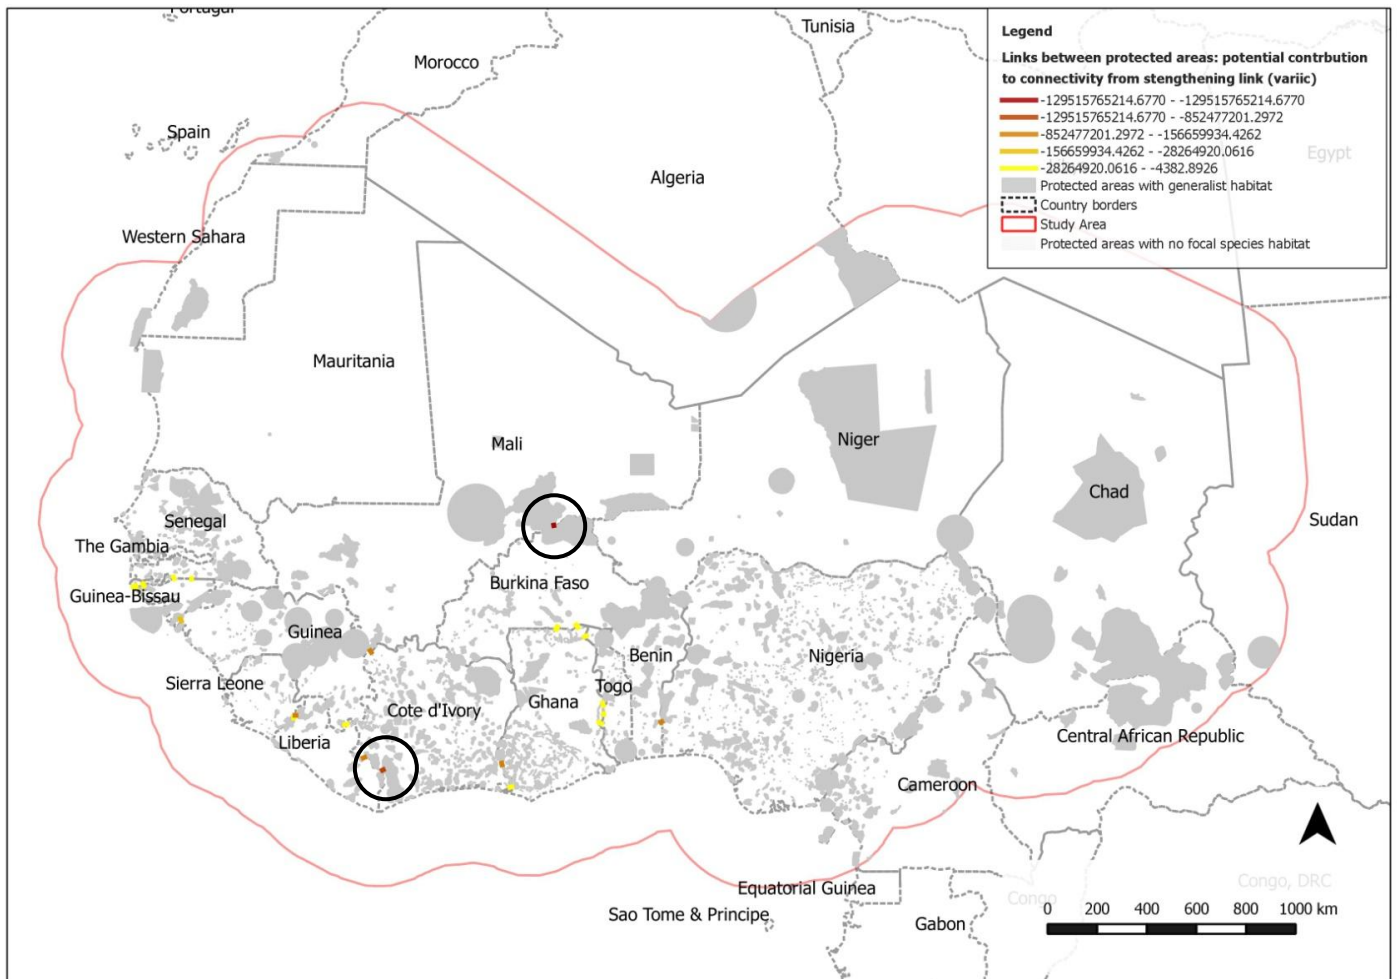 Portugal
Tunisia
Morocco
Spain
Algeria
Egypt
Western Sahara
Legend
Links between protected areas: potential contrbution
to connectivity from stengthening link (variic)
-129515765214.6770 - -129515765214.6770
-129515765214.6770 - -852477201.2972
-852477201.2972 - -156659934.4262
-156659934.4262 - -28264920.0616
-28264920.0616 - -4382.8926
Protected areas with generalist habitat
Country borders
Study Area
Protected areas with no focal species habitat
Mauritania
Mali
Niger
Chad
Sudan
Senegal
The Gambia
Guinea-Bissau
Burkina Faso
Guinea
Benin
Nigeria
Sierra Leone
Togo
Ghana
Cote d'Ivory
Liberia
Central African Republic
Cameroon
Equatorial Guinea
Sao Tome & Principe
Gabon
Congo
Congo, DRC
0 200 400 600 800 1000 km